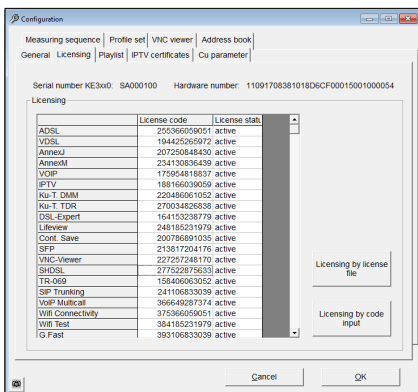 Configuration
Measuring sequence Profile set VNC viewer Address book
General Licensing Playlist IPTV certificates Cu parameter
Serial number KE3xx0: SA000100 Hardware number: 11091708381018D6CF00015001000054
Licensing
License code License statu
ADSL 255366059051 active
VDSL 194425265972 active
AnnexJ 207250848430 active
AnnexM 234130836439 active
VOIP 175954818837 active
IPTV 188166039059 active
Ku-T. DMM 220486061052 active
Ku-T. TDR 270034826838 active
DSL-Expert 164153238779 active
Lifeview 248185231979 active
Cont. Save 200786891035 active
SFP 213817204176 active
VNC-Viewer 227257248170 active
SHDSL 277522875633 active
TR-069 158406063052 active
SIP Trunking 241106833039 active
VoIP Multicall 366649287374 active
Wifi Connectivity 375366059051 active
Wifi Test 384185231979 active
G.Fast 393106833039 active
Licensing by license
file
Licensing by code
input
Cancel OK